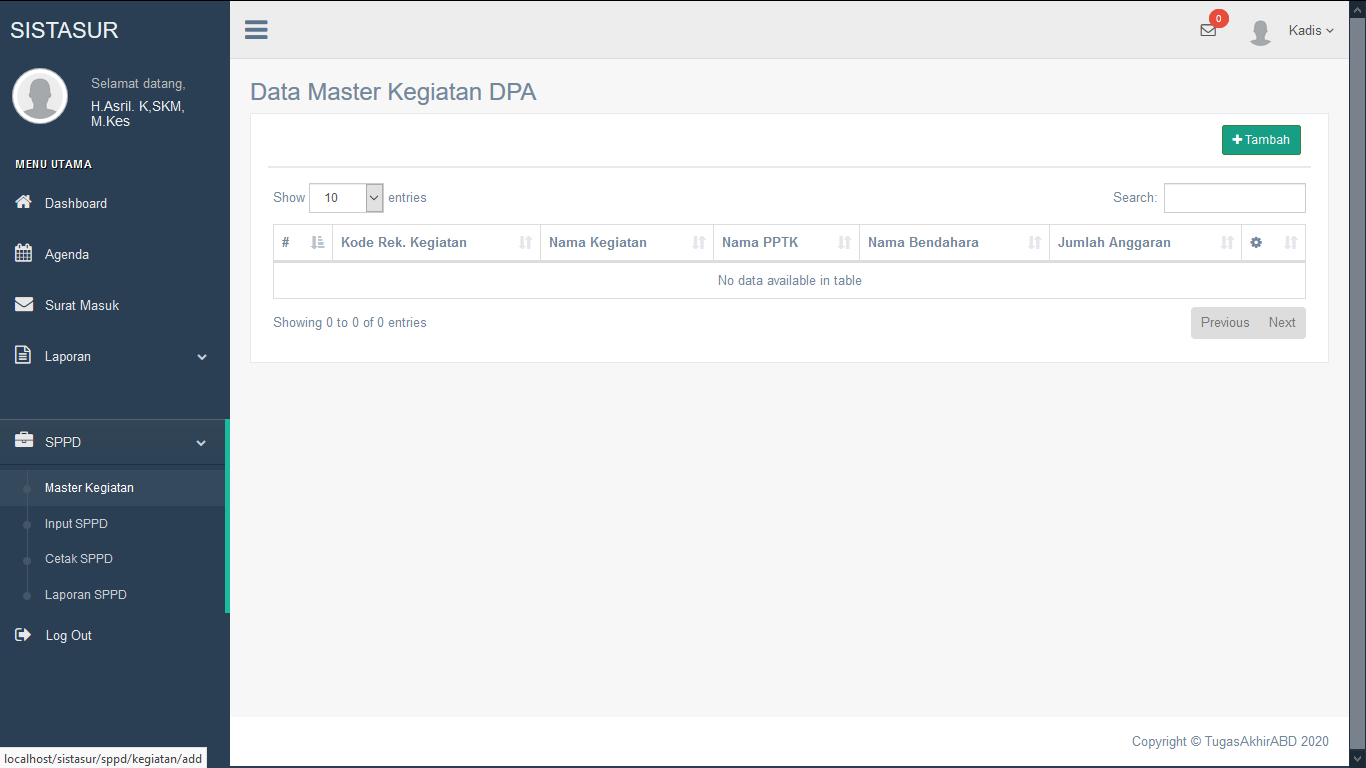 SISTASUR
Selamat datang,
H.Asril. K,SKM,
M.Kes
MENU UTAMA
Dashboard
Agenda
Surat Masuk
Laporan
SPPD
Master Kegiatan
Input SPPD
Cetak SPPD
Laporan SPPD
Log Out
0
Kadis
Data Master Kegiatan DPA
Tambah
Show 10 entries
Search:
# Kode Rek. Kegiatan Nama Kegiatan Nama PPTK Nama Bendahara Jumlah Anggaran
No data available in table
Showing 0 to 0 of 0 entries
Previous Next
Copyright © TugasAkhirABD 2020
localhost/sistasur/sppd/kegiatan/add